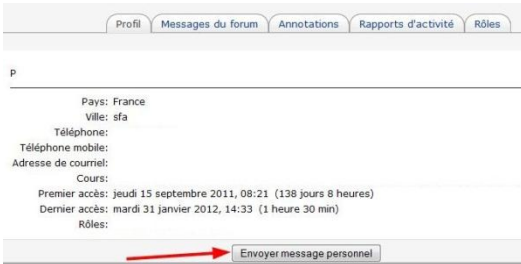 Profil Messages du forum Annotations Rapports d'activité Rôles
P
Pays: France
Ville: sfa
Téléphone:
Téléphone mobile:
Adresse de courriel:
Cours:
Premier accès: jeudi 15 septembre 2011, 08:21 (138 jours 8 heures)
Dernier accès: mardi 31 janvier 2012, 14:33 (1 heure 30 min)
Rôles:
Envoyer message personnel